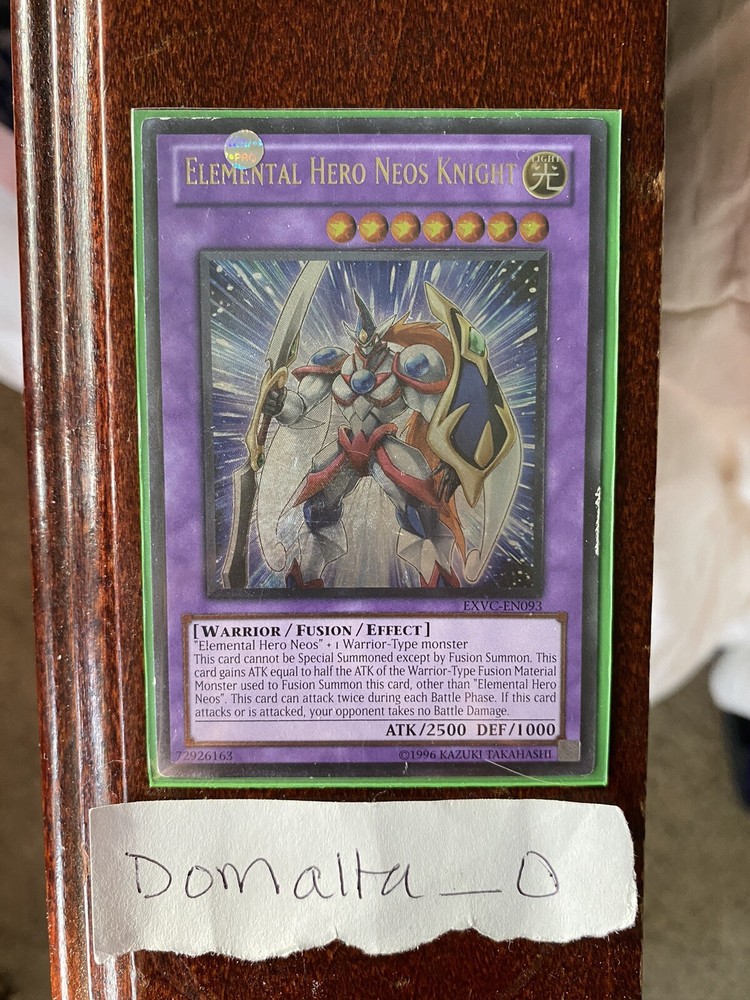 ELEMENTAL HERO NEOS KNIGHT
LIGHT
光
EXVC-EN093
[WARRIOR/FUSION/EFFECT]
"Elemental Hero Neos" + 1 Warrior-Type monster
This card cannot be Special Summoned except by Fusion Summon. This
card gains ATK equal to half the ATK of the Warrior-Type Fusion Material
Monster used to Fusion Summon this card, other than "Elemental Hero
Neos". This card can attack twice during each Battle Phase. If this card
attacks or is attacked, your opponent takes no Battle Damage.
ATK/2500 DEF/1000
72926163 ©1996 KAZUKI TAKAHASHI
Domalta_O